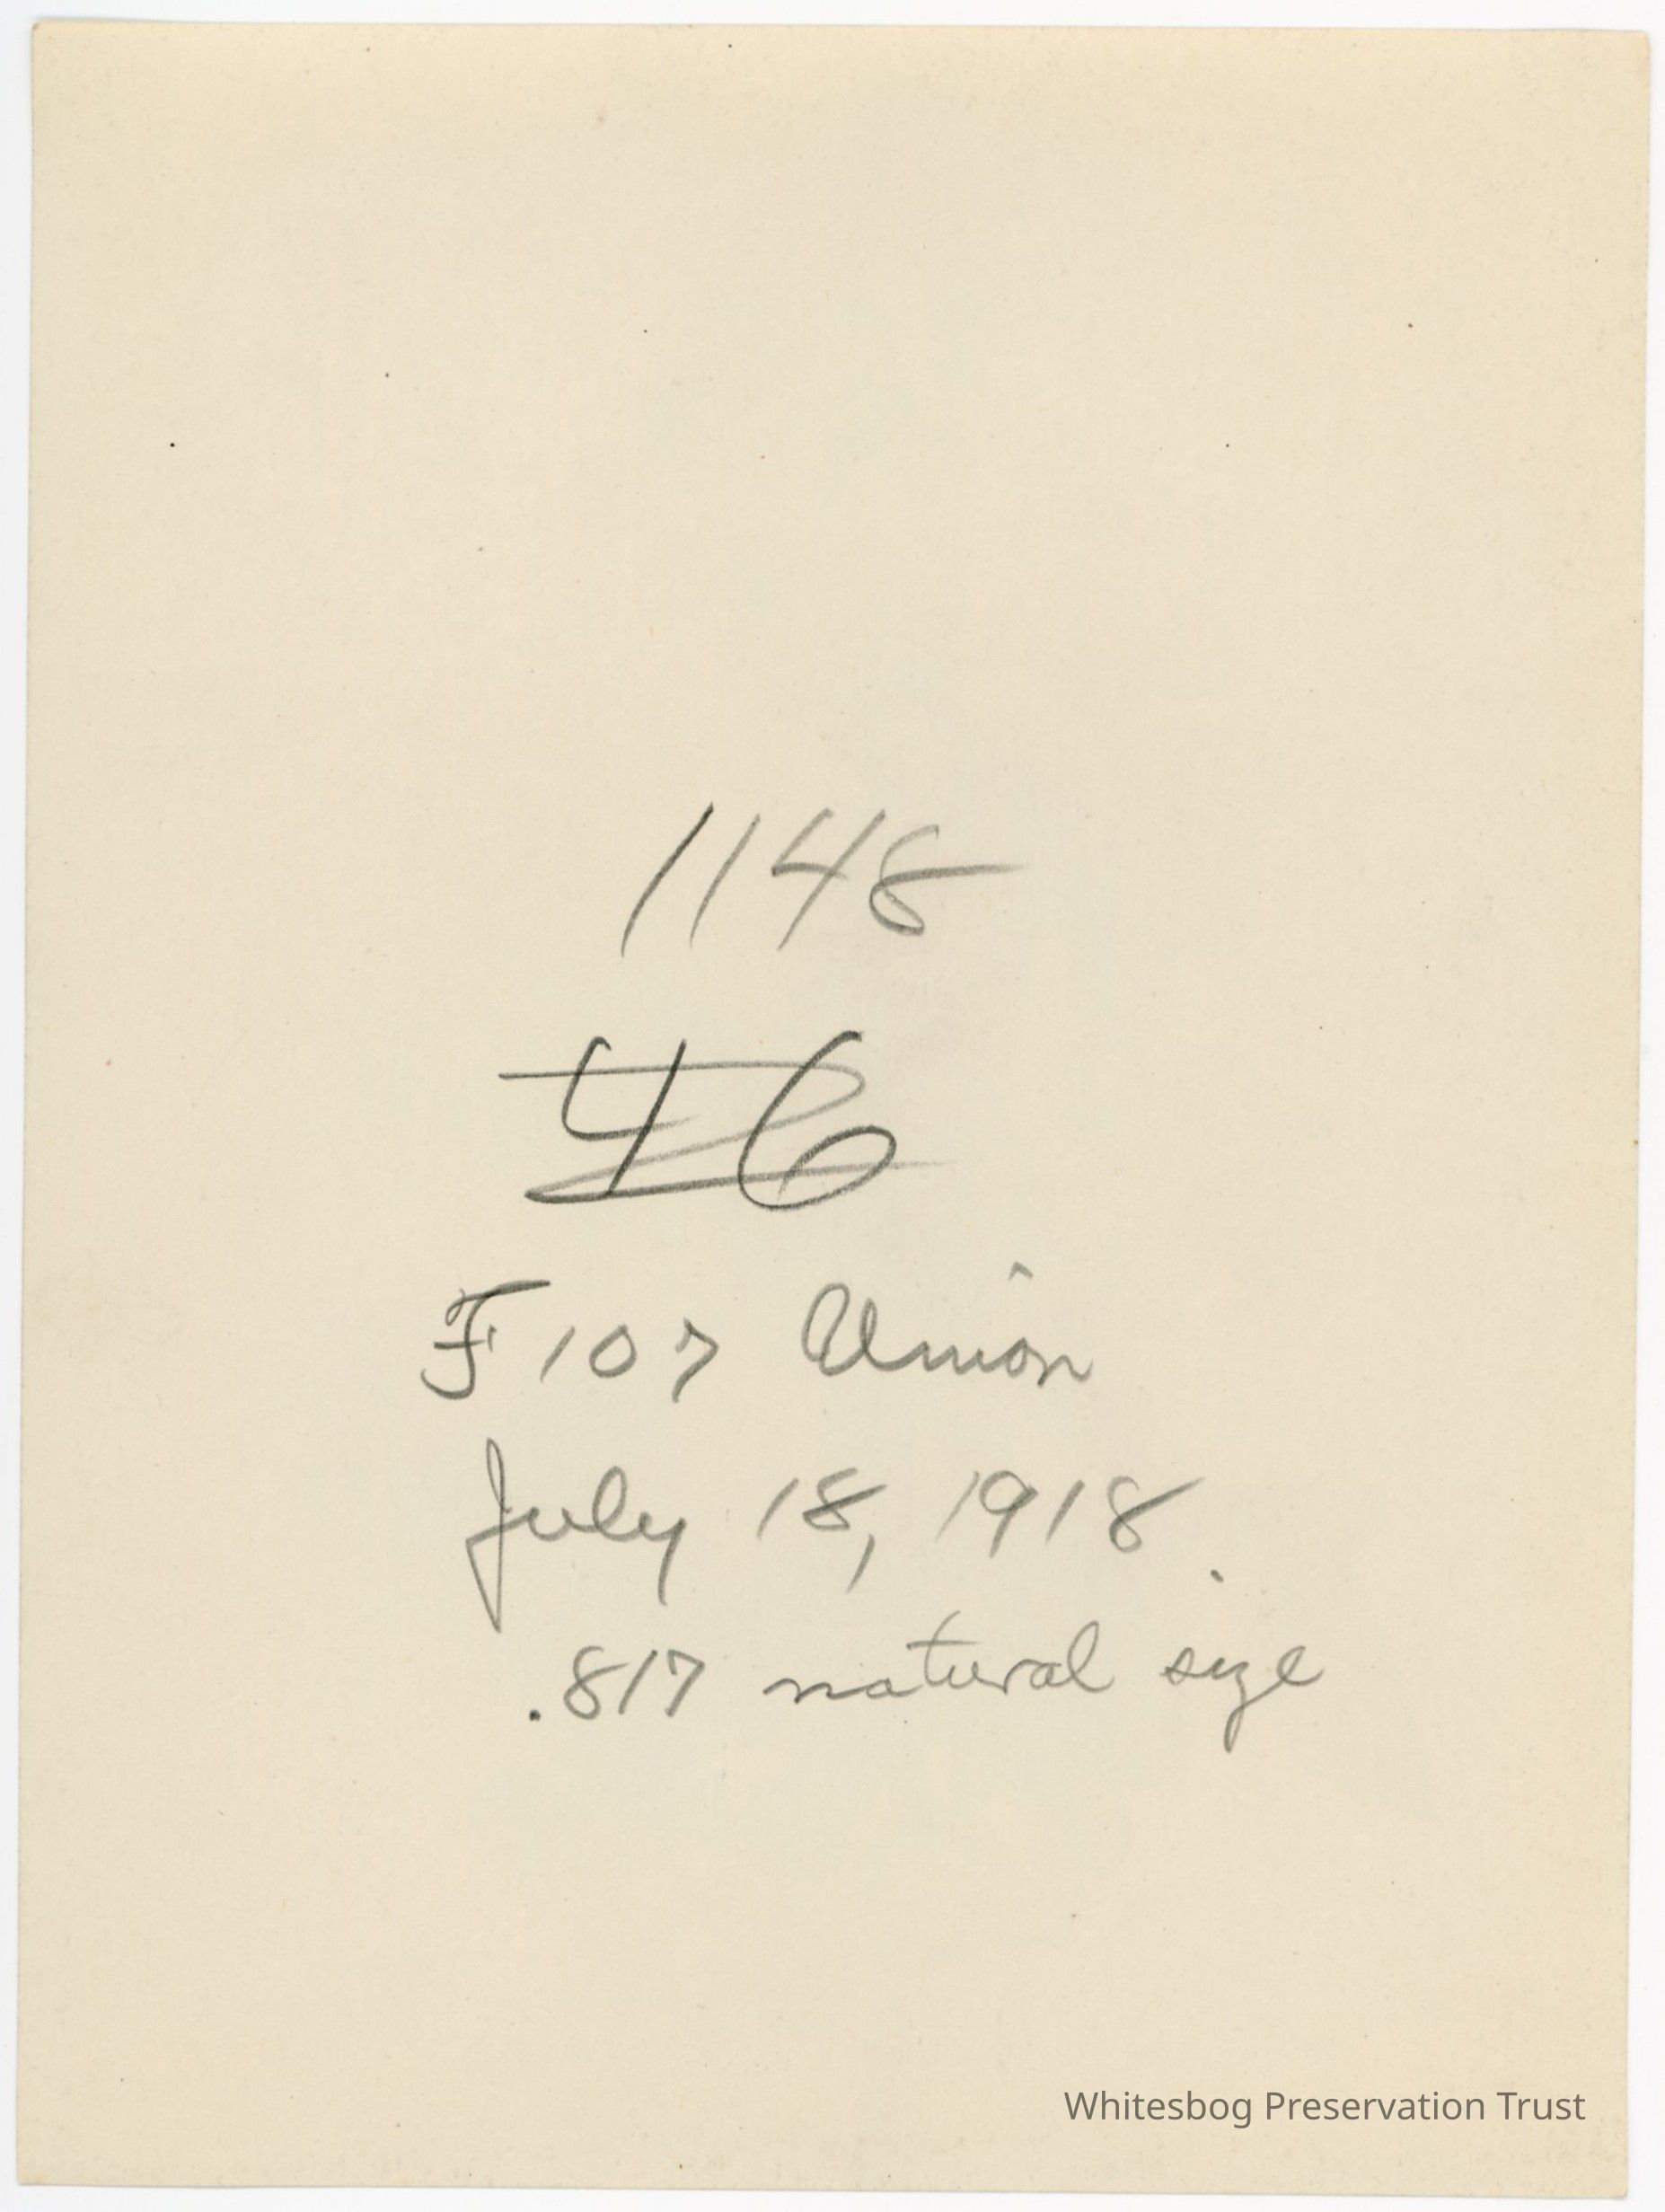 1148
46
F107 Union
July 18, 1918.
.817 natural size
Whitesbog Preservation Trust